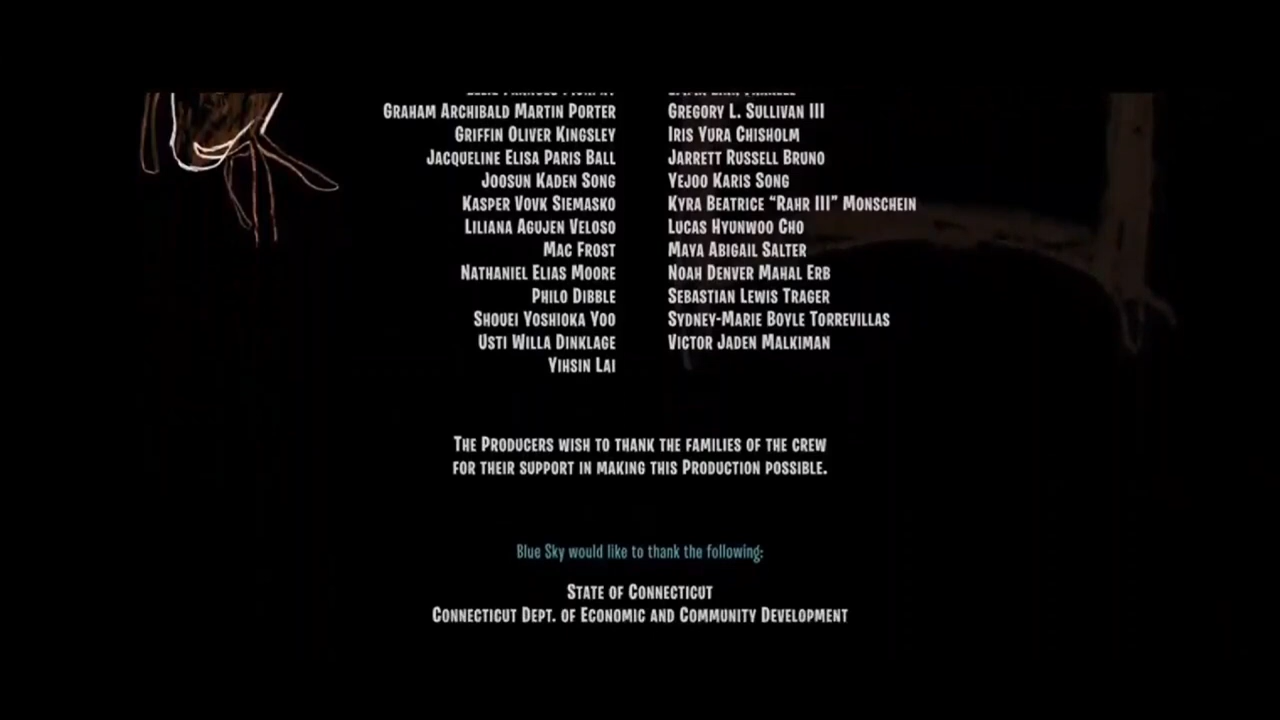 Graham Archibald Martin Porter Gregory L. Sullivan III
Griffin Oliver Kingsley Iris Yura Chisholm
Jacqueline Elisa Paris Ball Jarrett Russell Bruno
Joosun Kaden Song Yejoo Karis Song
Kasper Vovk Siemasko Kyra Beatrice “Rahr III” Monschein
Liliana Agujen Veloso Lucas Hyunwoo Cho
Mac Frost Maya Abigail Salter
Nathaniel Elias Moore Noah Denver Mahal Erb
Philo Dibble Sebastian Lewis Trager
Shouei Yoshioka Yoo Sydney-Marie Boyle Torrevillas
Usti Willa Dinklage Victor Jaden Malkiman
Yihsin Lai
The Producers wish to thank the families of the crew
for their support in making this Production possible.
Blue Sky would like to thank the following:
State of Connecticut
Connecticut Dept. of Economic and Community Development